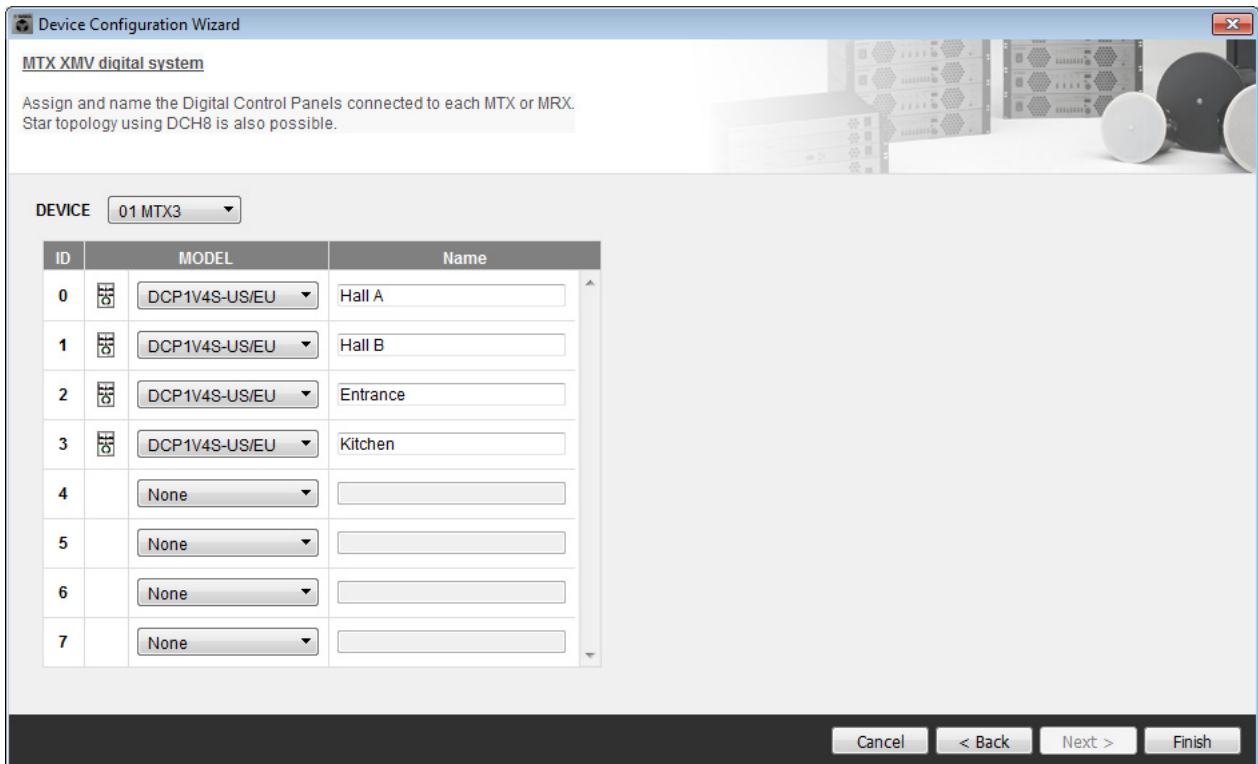 Device Configuration Wizard
MTX XMV digital system
Assign and name the Digital Control Panels connected to each MTX or MRX.
Star topology using DCH8 is also possible.
DEVICE 01 MTX3
ID MODEL Name
0 DCP1V4S-US/EU Hall A
1 DCP1V4S-US/EU Hall B
2 DCP1V4S-US/EU Entrance
3 DCP1V4S-US/EU Kitchen
4 None
5 None
6 None
7 None
Cancel < Back Next > Finish